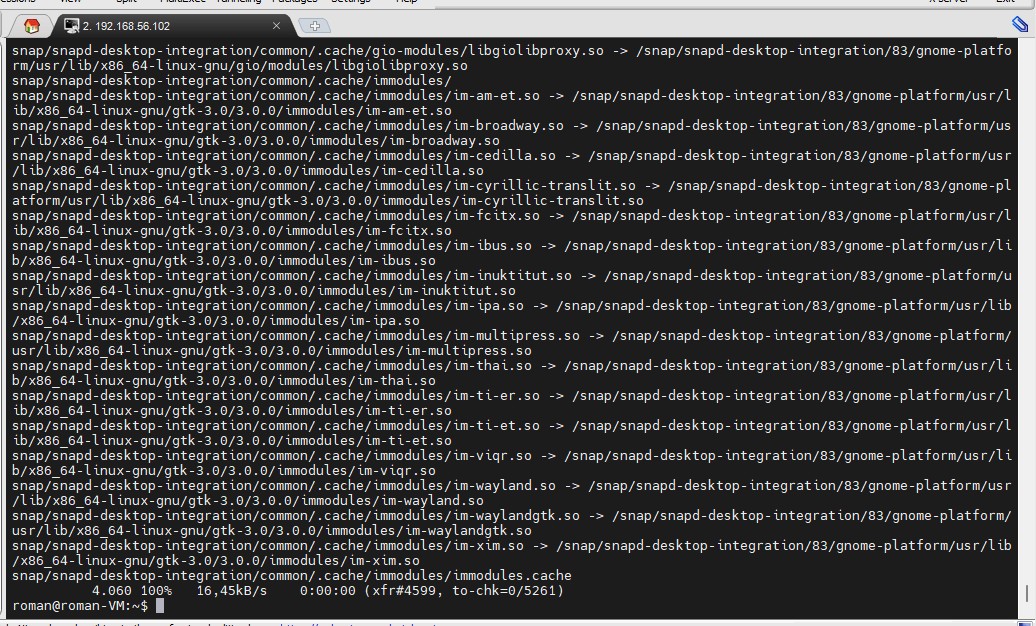 2. 192.168.56.102
snap/snapd-desktop-integration/common/.cache/gio-modules/libgiolibproxy.so -> /snap/snapd-desktop-integration/83/gnome-platfo
rm/usr/lib/x86_64-linux-gnu/gio/modules/libgiolibproxy.so
snap/snapd-desktop-integration/common/.cache/immodules/
snap/snapd-desktop-integration/common/.cache/immodules/im-am-et.so -> /snap/snapd-desktop-integration/83/gnome-platform/usr/l
ib/x86_64-linux-gnu/gtk-3.0/3.0.0/immodules/im-am-et.so
snap/snapd-desktop-integration/common/.cache/immodules/im-broadway.so -> /snap/snapd-desktop-integration/83/gnome-platform/us
r/lib/x86_64-linux-gnu/gtk-3.0/3.0.0/immodules/im-broadway.so
snap/snapd-desktop-integration/common/.cache/immodules/im-cedilla.so -> /snap/snapd-desktop-integration/83/gnome-platform/usr
/lib/x86_64-linux-gnu/gtk-3.0/3.0.0/immodules/im-cedilla.so
snap/snapd-desktop-integration/common/.cache/immodules/im-cyrillic-translit.so -> /snap/snapd-desktop-integration/83/gnome-pl
atform/usr/lib/x86_64-linux-gnu/gtk-3.0/3.0.0/immodules/im-cyrillic-translit.so
snap/snapd-desktop-integration/common/.cache/immodules/im-fcitx.so -> /snap/snapd-desktop-integration/83/gnome-platform/usr/l
ib/x86_64-linux-gnu/gtk-3.0/3.0.0/immodules/im-fcitx.so
snap/snapd-desktop-integration/common/.cache/immodules/im-ibus.so -> /snap/snapd-desktop-integration/83/gnome-platform/usr/li
b/x86_64-linux-gnu/gtk-3.0/3.0.0/immodules/im-ibus.so
snap/snapd-desktop-integration/common/.cache/immodules/im-inuktitut.so -> /snap/snapd-desktop-integration/83/gnome-platform/u
sr/lib/x86_64-linux-gnu/gtk-3.0/3.0.0/immodules/im-inuktitut.so
snap/snapd-desktop-integration/common/.cache/immodules/im-ipa.so -> /snap/snapd-desktop-integration/83/gnome-platform/usr/lib
/x86_64-linux-gnu/gtk-3.0/3.0.0/immodules/im-ipa.so
snap/snapd-desktop-integration/common/.cache/immodules/im-multipress.so -> /snap/snapd-desktop-integration/83/gnome-platform/
usr/lib/x86_64-linux-gnu/gtk-3.0/3.0.0/immodules/im-multipress.so
snap/snapd-desktop-integration/common/.cache/immodules/im-thai.so -> /snap/snapd-desktop-integration/83/gnome-platform/usr/li
b/x86_64-linux-gnu/gtk-3.0/3.0.0/immodules/im-thai.so
snap/snapd-desktop-integration/common/.cache/immodules/im-ti-er.so -> /snap/snapd-desktop-integration/83/gnome-platform/usr/l
ib/x86_64-linux-gnu/gtk-3.0/3.0.0/immodules/im-ti-er.so
snap/snapd-desktop-integration/common/.cache/immodules/im-ti-et.so -> /snap/snapd-desktop-integration/83/gnome-platform/usr/l
ib/x86_64-linux-gnu/gtk-3.0/3.0.0/immodules/im-ti-et.so
snap/snapd-desktop-integration/common/.cache/immodules/im-viqr.so -> /snap/snapd-desktop-integration/83/gnome-platform/usr/li
b/x86_64-linux-gnu/gtk-3.0/3.0.0/immodules/im-viqr.so
snap/snapd-desktop-integration/common/.cache/immodules/im-wayland.so -> /snap/snapd-desktop-integration/83/gnome-platform/usr
/lib/x86_64-linux-gnu/gtk-3.0/3.0.0/immodules/im-wayland.so
snap/snapd-desktop-integration/common/.cache/immodules/im-waylandgtk.so -> /snap/snapd-desktop-integration/83/gnome-platform/
usr/lib/x86_64-linux-gnu/gtk-3.0/3.0.0/immodules/im-waylandgtk.so
snap/snapd-desktop-integration/common/.cache/immodules/im-xim.so -> /snap/snapd-desktop-integration/83/gnome-platform/usr/lib
/x86_64-linux-gnu/gtk-3.0/3.0.0/immodules/im-xim.so
snap/snapd-desktop-integration/common/.cache/immodules/immodules.cache
4.060 100% 16,45kB/s 0:00:00 (xfr#4599, to-chk=0/5261)
roman@roman-VM:~$